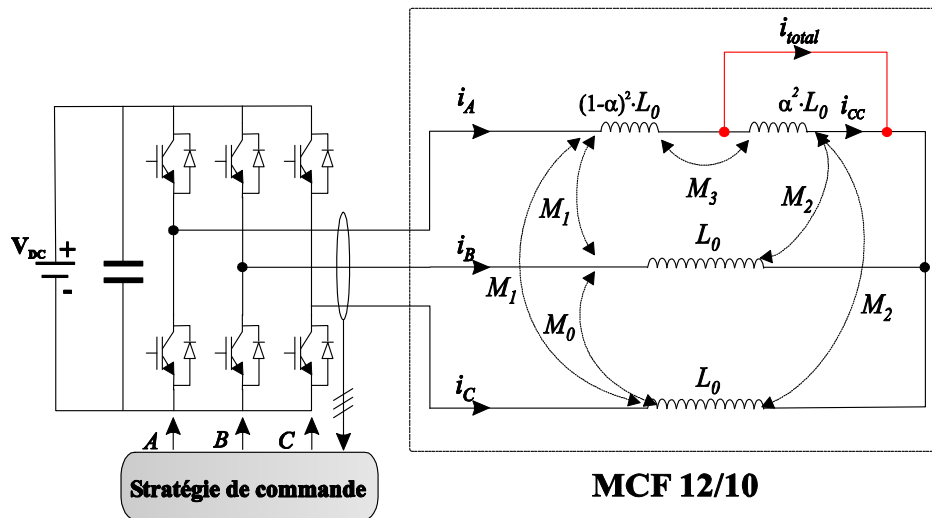 i_total
i_A
(1-α)²·L_0
α²·L_0
i_cc
M_3
M_1
M_2
V_DC
+
-
i_B
L_0
M_1
M_0
M_2
i_C
L_0
A B C
Stratégie de commande
MCF 12/10